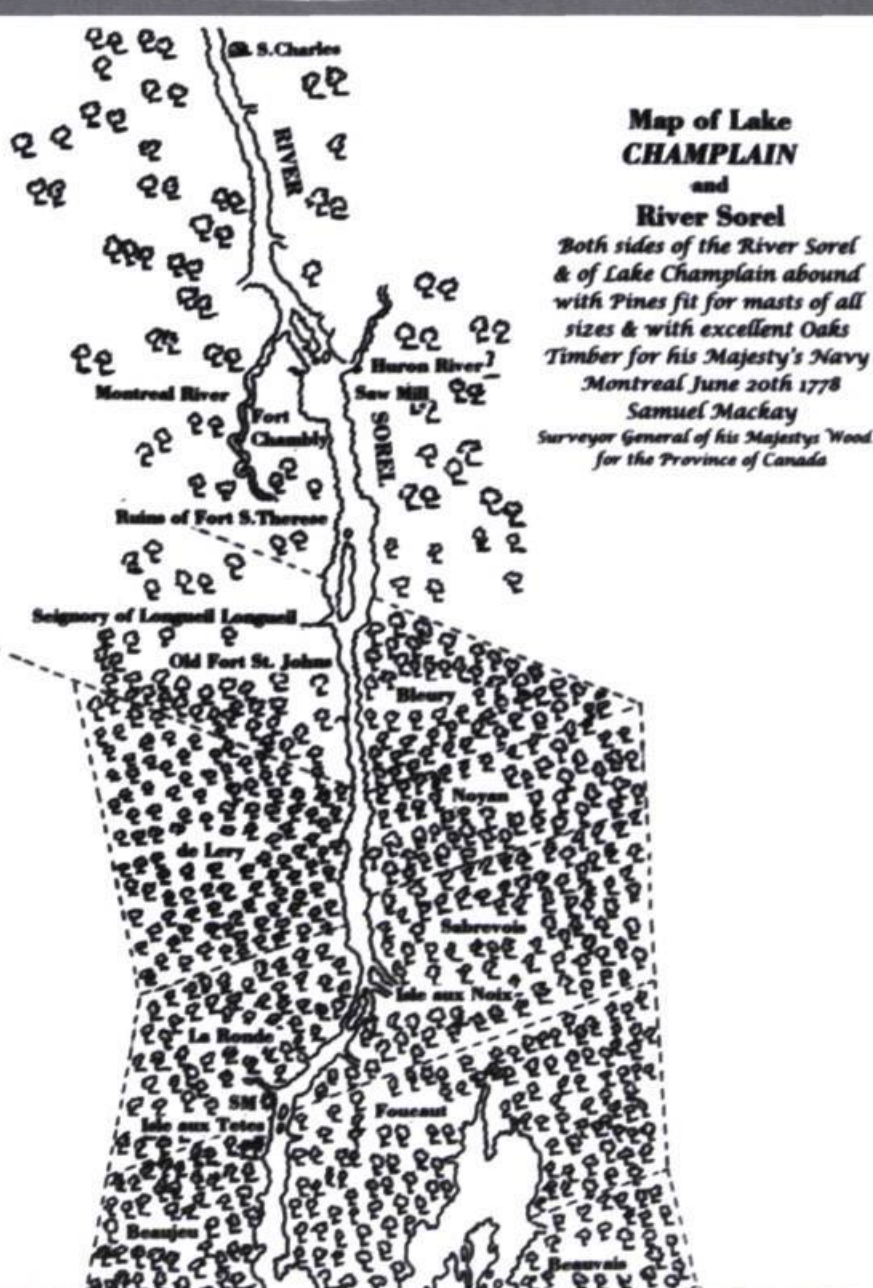 Map of Lake
CHAMPLAIN
and
River Sorel
Both sides of the River Sorel
& of Lake Champlain abound
with Pines fit for masts of all
sizes & with excellent Oaks
Timber for his Majesty's Navy
Montreal June 20th 1778
Samuel Mackay
Surveyor General of his Majestys Wood
for the Province of Canada
S.Charles
RIVER
Huron River
Montreal River
Saw Mill
Fort
Chambly
SOREL
Ruins of Fort S.Therese
Seignory of Longueil Longueil
Old Fort St. Johns
Bleury
Noyan
de Lery
Sabrevois
Isle aux Noix
La Ronde
SM
Foucaut
Isle aux Tetes
Beaujeu
Beauvais